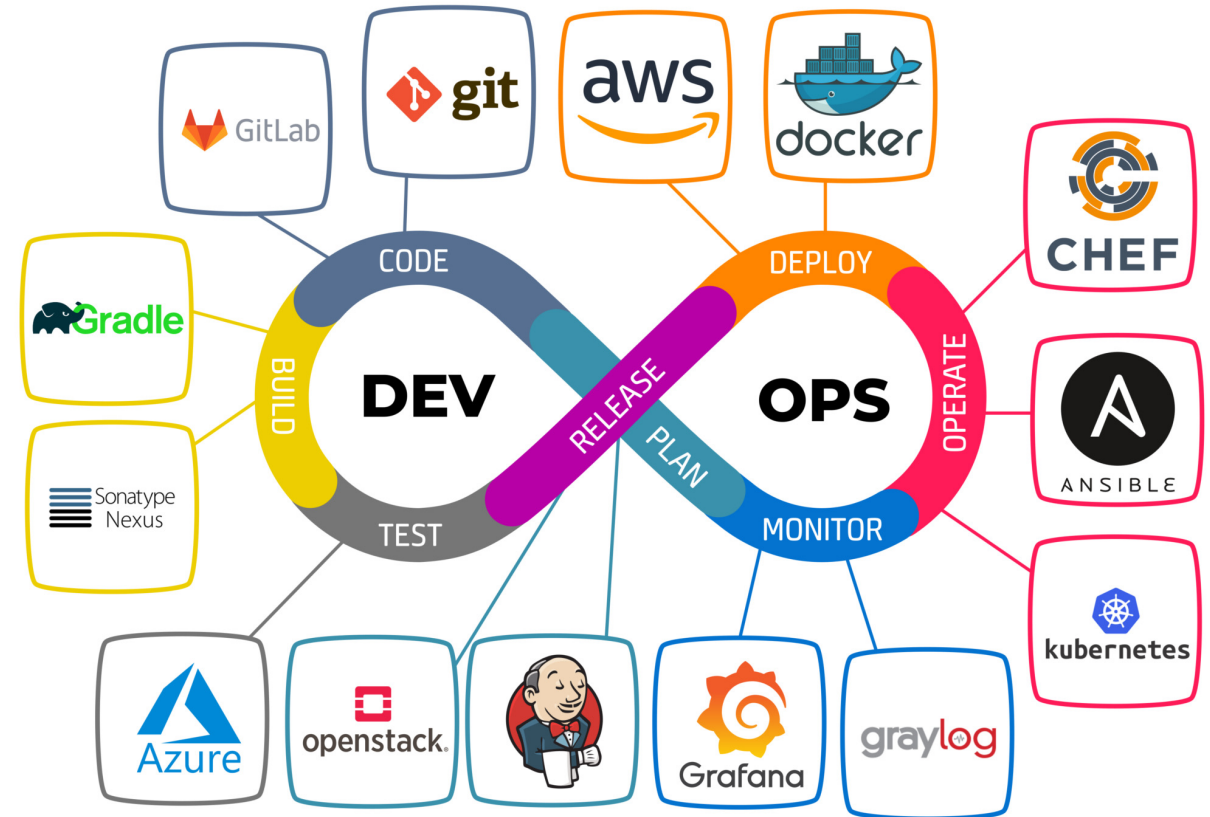 GitLab
git
aws
docker
CHEF
CODE
DEPLOY
Gradle
BUILD
DEV
RELEASE
PLAN
OPS
OPERATE
ANSIBLE
Sonatype
Nexus
TEST
MONITOR
kubernetes
Azure
openstack.
Grafana
graylog